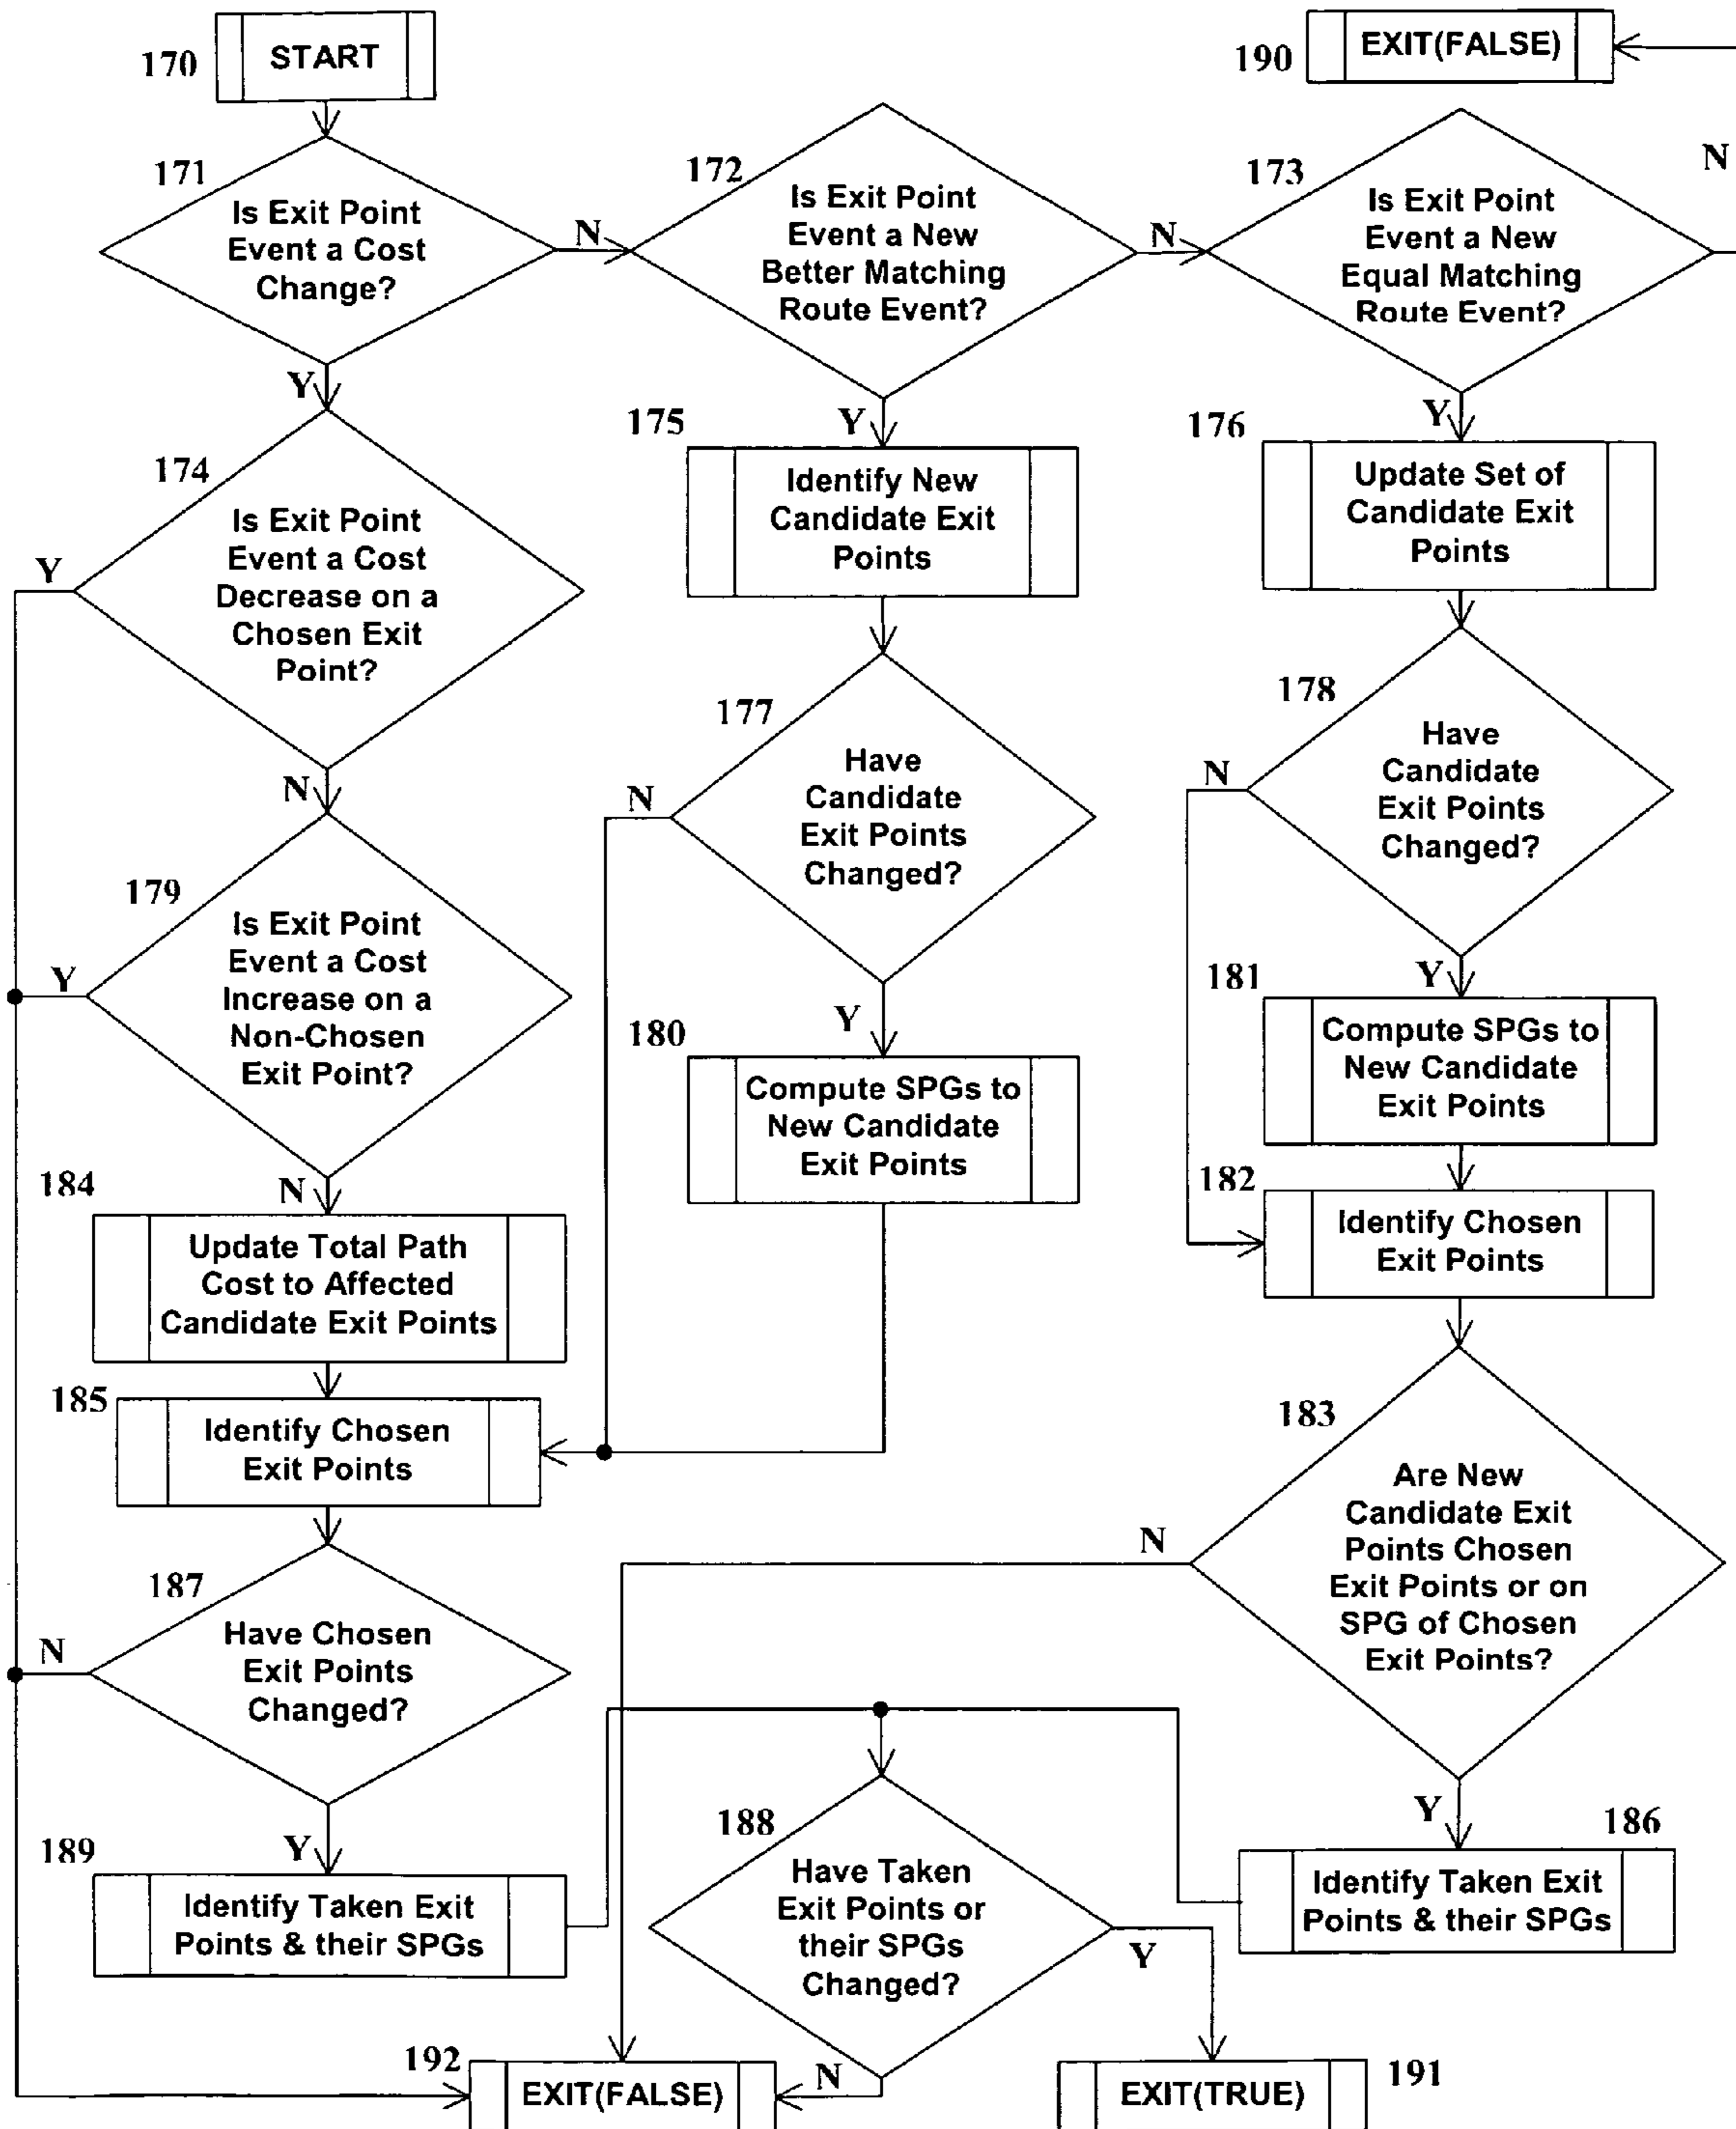 170
START
190
EXIT(FALSE)
171
Is Exit Point
Event a Cost
Change?
N
172
Is Exit Point
Event a New
Better Matching
Route Event?
N
173
Is Exit Point
Event a New
Equal Matching
Route Event?
N
Y
Y
Y
174
Is Exit Point
Event a Cost
Decrease on a
Chosen Exit
Point?
Y
N
175
Identify New
Candidate Exit
Points
176
Update Set of
Candidate Exit
Points
177
Have
Candidate
Exit Points
Changed?
N
Y
178
Have
Candidate
Exit Points
Changed?
N
Y
179
Is Exit Point
Event a Cost
Increase on a
Non-Chosen
Exit Point?
Y
N
180
Compute SPGs to
New Candidate
Exit Points
181
Compute SPGs to
New Candidate
Exit Points
182
Identify Chosen
Exit Points
184
Update Total Path
Cost to Affected
Candidate Exit Points
185
Identify Chosen
Exit Points
183
Are New
Candidate Exit
Points Chosen
Exit Points or on
SPG of Chosen
Exit Points?
N
Y
187
Have Chosen
Exit Points
Changed?
N
Y
189
Identify Taken Exit
Points & their SPGs
188
Have Taken
Exit Points or
their SPGs
Changed?
Y
N
186
Identify Taken Exit
Points & their SPGs
192
EXIT(FALSE)
EXIT(TRUE)
191